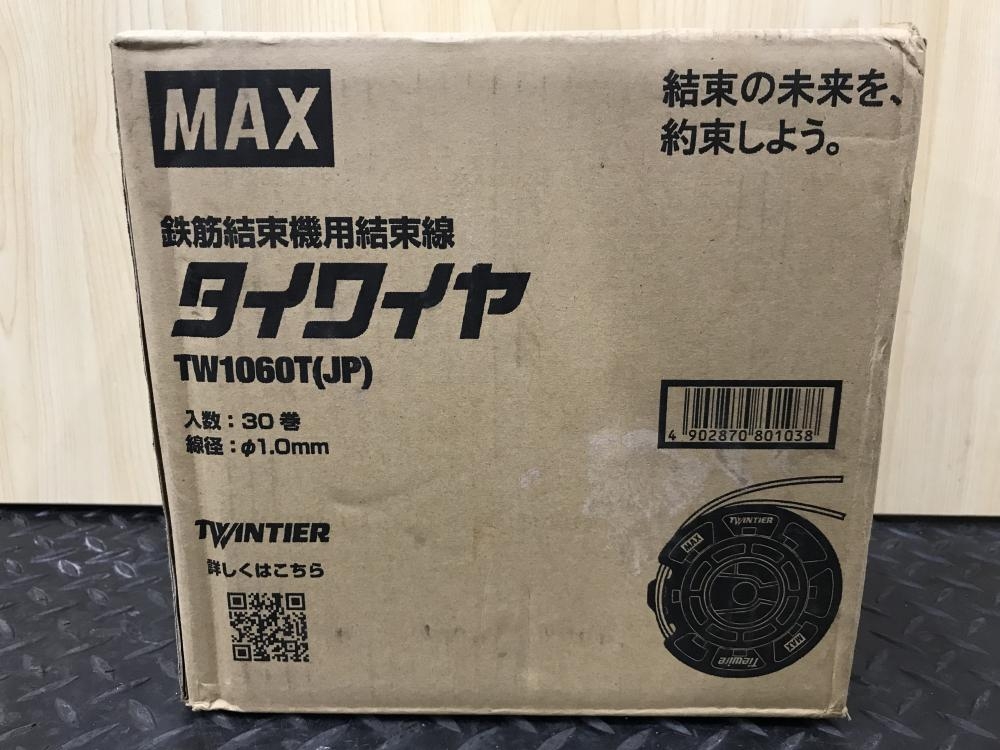 MAX
結束の未来を、
約束しよう。
鉄筋結束機用結束線
タイワイヤ
TW1060T(JP)
入数：30巻
線径：φ1.0mm
4 902870 801038
TWINTIER
詳しくはこちら
TWINTIER
MAX
MAX
Tiewire